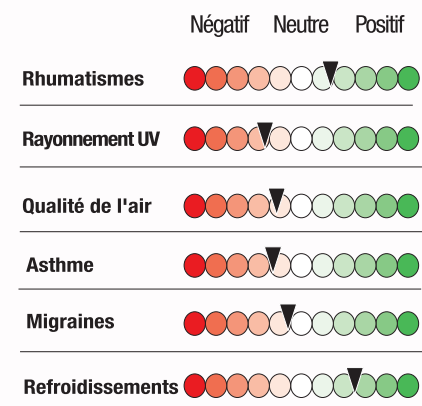 Négatif Neutre Positif
Rhumatismes
Rayonnement UV
Qualité de l'air
Asthme
Migraines
Refroidissements